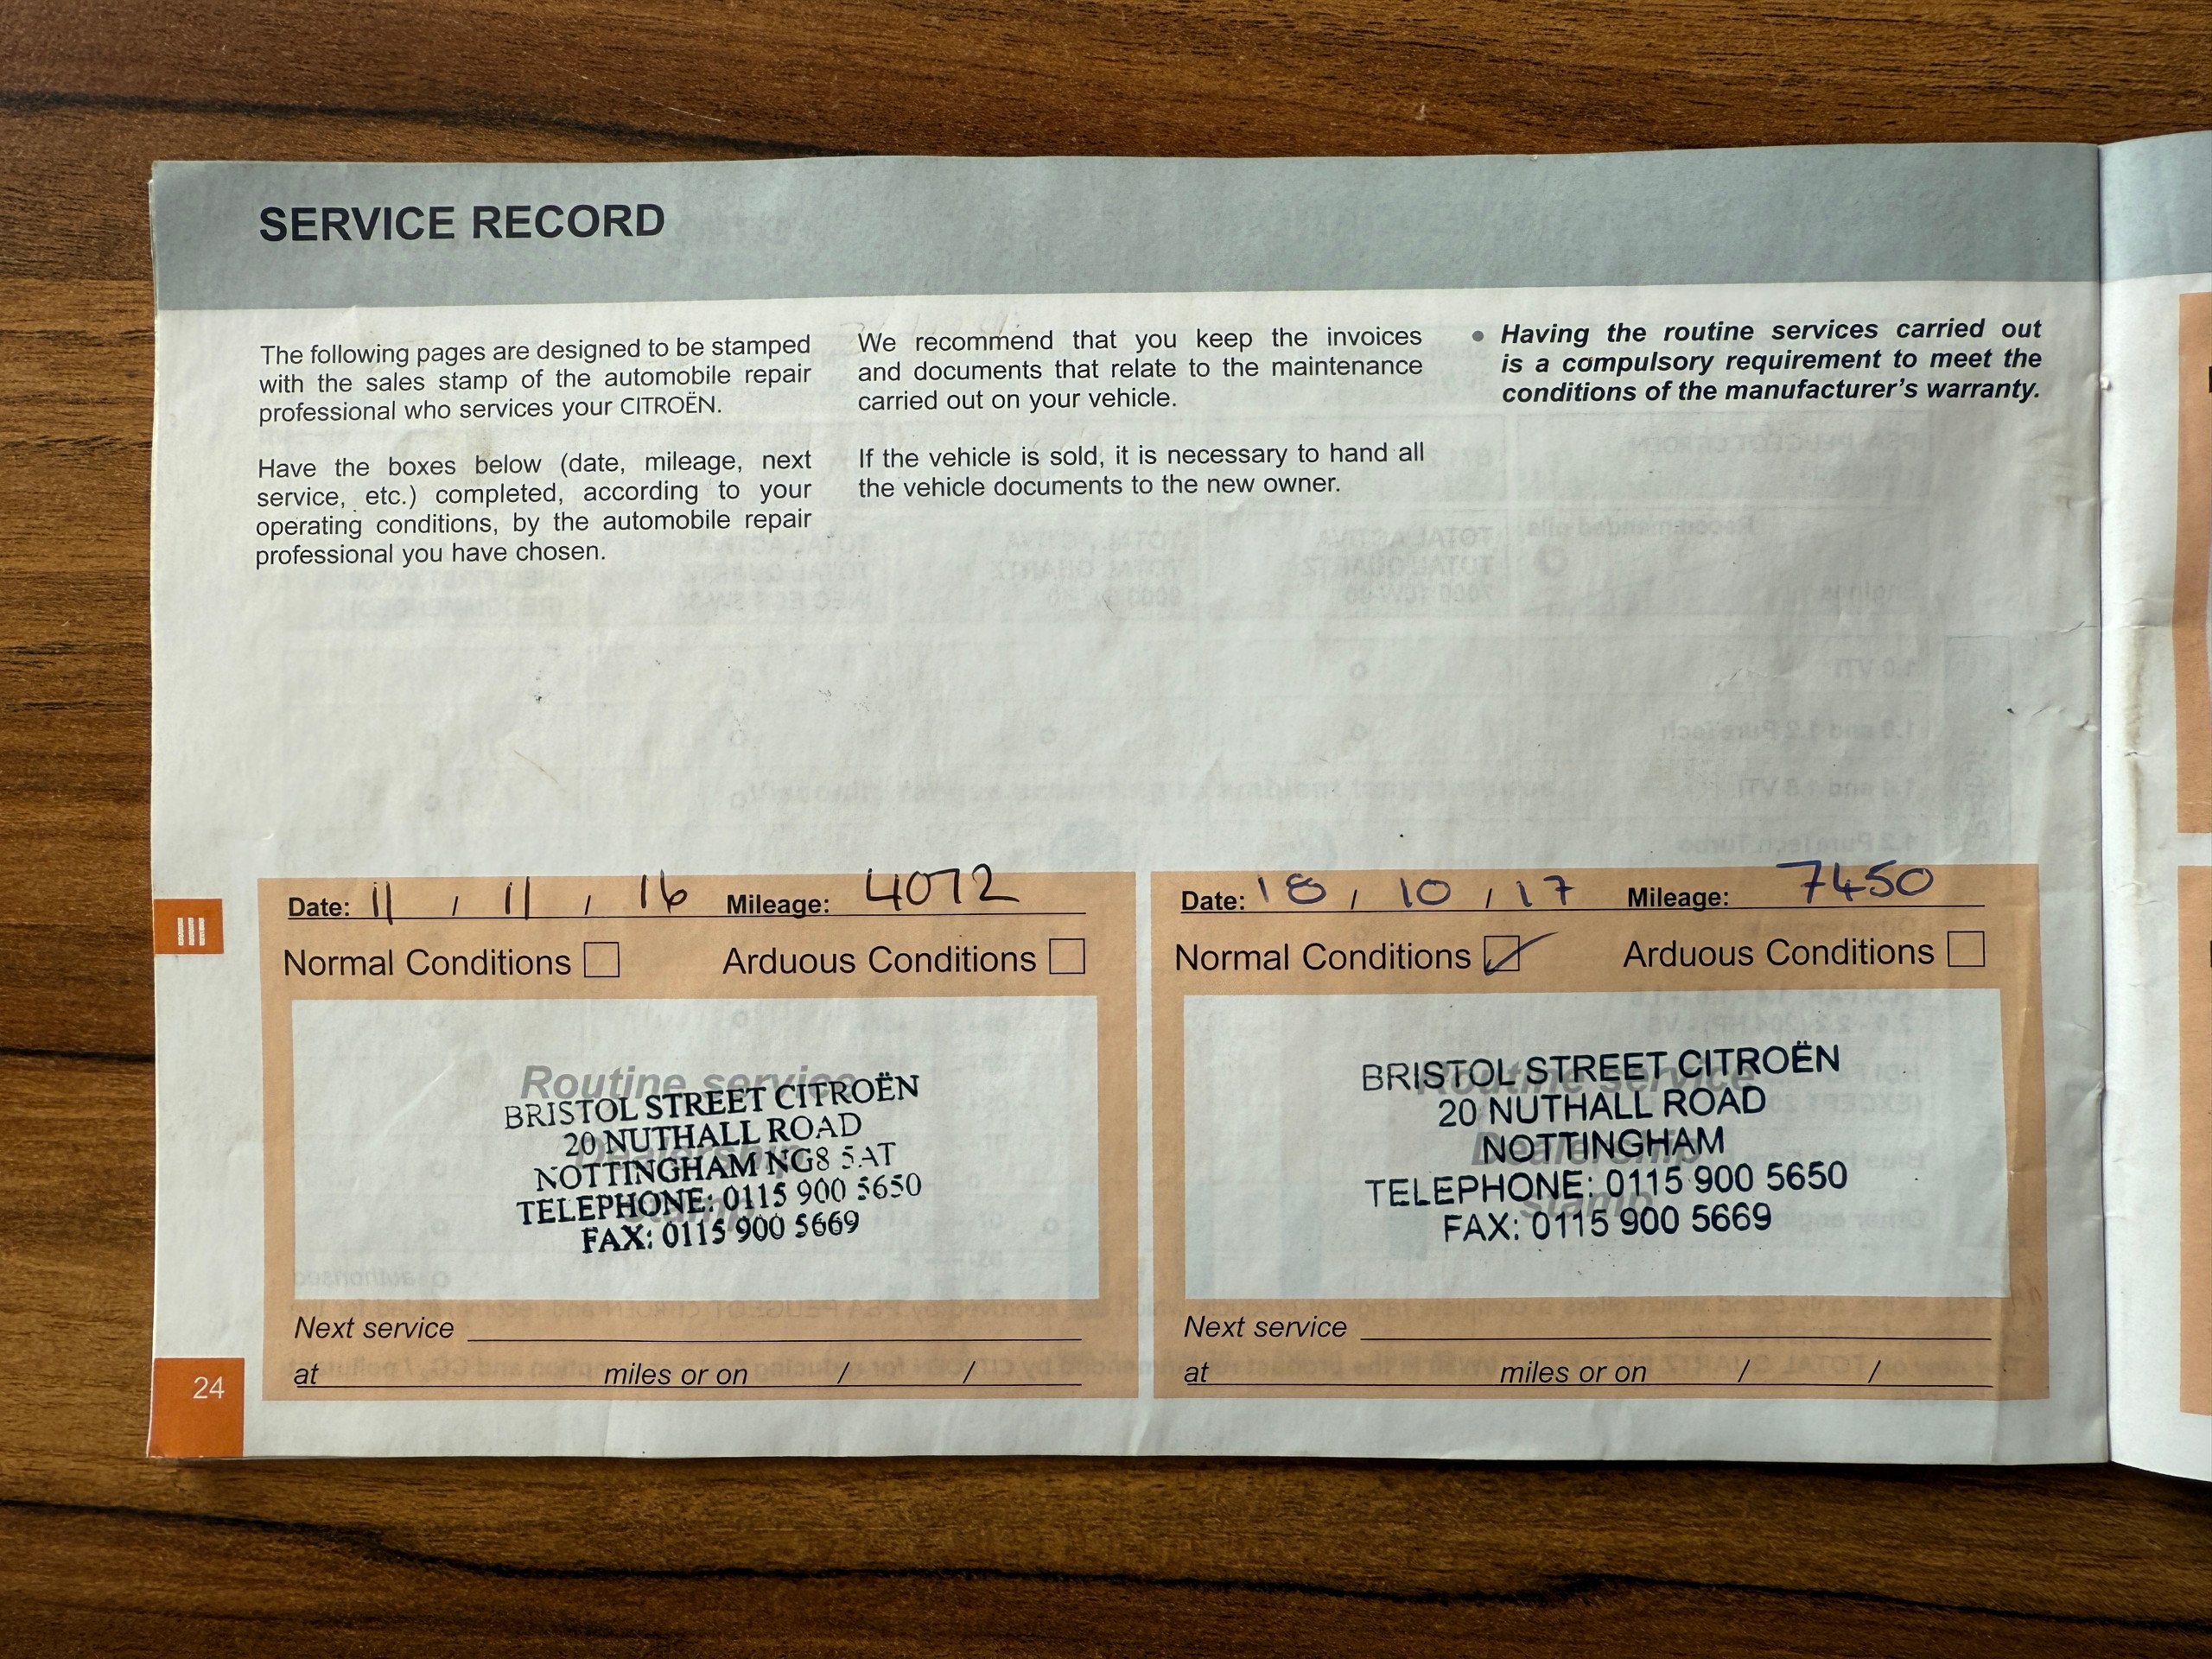 SERVICE RECORD
The following pages are designed to be stamped
with the sales stamp of the automobile repair
professional who services your CITROËN.
Have the boxes below (date, mileage, next
service, etc.) completed, according to your
operating conditions, by the automobile repair
professional you have chosen.
We recommend that you keep the invoices
and documents that relate to the maintenance
carried out on your vehicle.
If the vehicle is sold, it is necessary to hand all
the vehicle documents to the new owner.
• Having the routine services carried out
is a compulsory requirement to meet the
conditions of the manufacturer's warranty.
III
Date: 11 / 11 / 16 Mileage: 4072
Normal Conditions Arduous Conditions
Routine service
Dealership
stamp
BRISTOL STREET CITROËN
20 NUTHALL ROAD
NOTTINGHAM NG8 5AT
TELEPHONE: 0115 900 5650
FAX: 0115 900 5669
Next service
at miles or on / /
Date: 18 / 10 / 17 Mileage: 7450
Normal Conditions Arduous Conditions
Routine service
Dealership
stamp
BRISTOL STREET CITROËN
20 NUTHALL ROAD
NOTTINGHAM
TELEPHONE: 0115 900 5650
FAX: 0115 900 5669
Next service
at miles or on / /
24